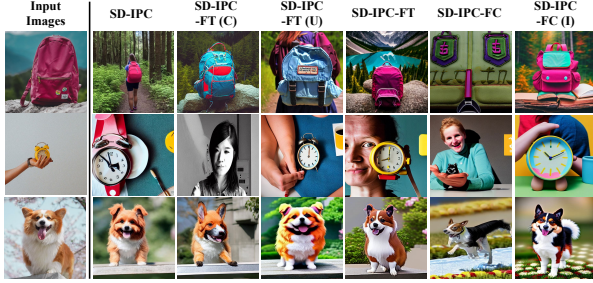 Input
Images
SD-IPC
SD-IPC
-FT (C)
SD-IPC
-FT (U)
SD-IPC-FT
SD-IPC-FC
SD-IPC
-FC (I)